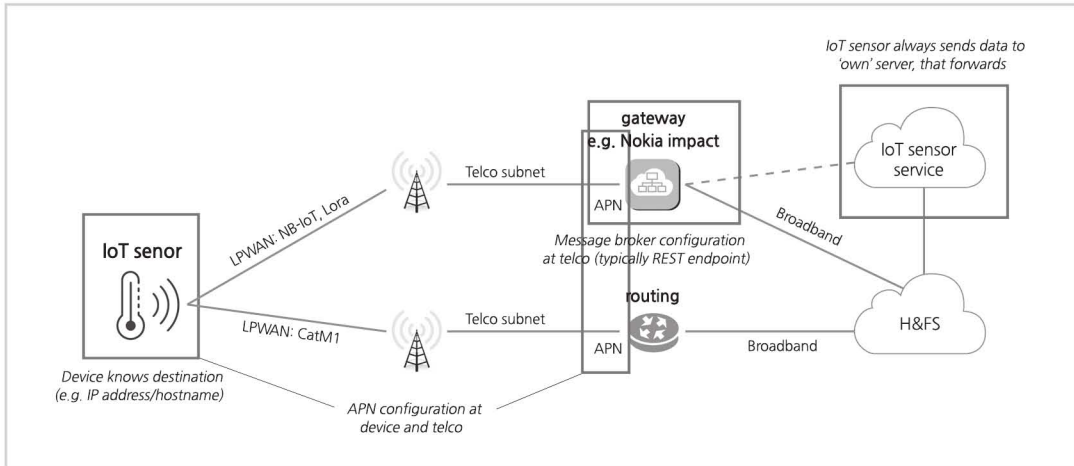 IoT sensor always sends data to
'own' server, that forwards
gateway
e.g. Nokia impact
IoT sensor
service
Telco subnet
APN
LPWAN: NB-IoT, Lora
Broadband
IoT senor
Message broker configuration
at telco (typically REST endpoint)
routing
Telco subnet
H&FS
LPWAN: CatM1
APN
Broadband
Device knows destination
(e.g. IP address/hostname)
APN configuration at
device and telco